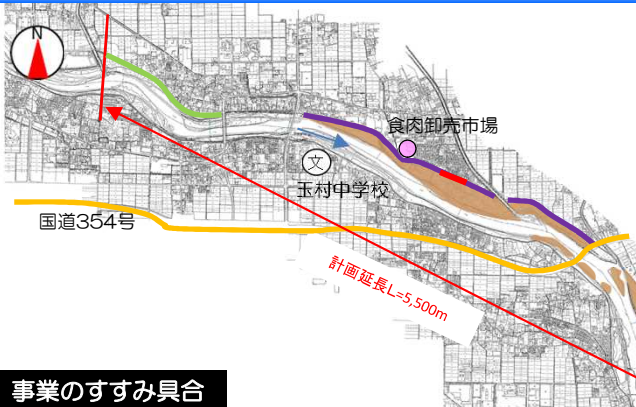 N
食肉卸売市場
文
玉村中学校
国道354号
計画延長L=5,500m
事業のすすみ具合